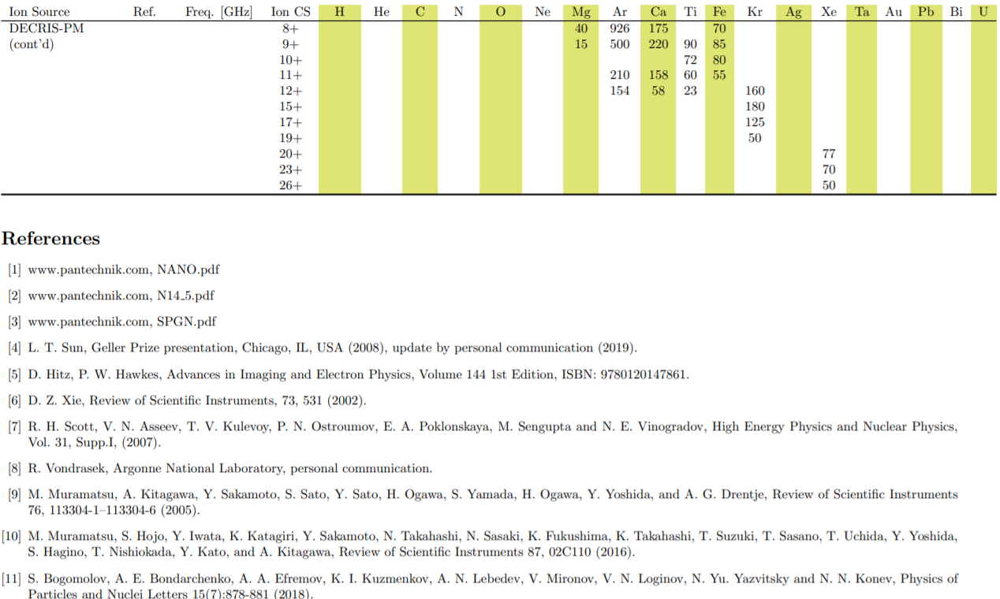 Ion Source Ref. Freq. [GHz] Ion CS H He C N O Ne Mg Ar Ca Ti Fe Kr Ag Xe Ta Au Pb Bi U
DECRIS-PM 8+ 40 926 175 70
(cont'd) 9+ 15 500 220 90 85
10+ 72 80
11+ 210 158 60 55
12+ 154 58 23 160
15+ 180
17+ 125
19+ 50
20+ 77
23+ 70
26+ 50
References
[1] www.pantechnik.com, NANO.pdf
[2] www.pantechnik.com, N14_5.pdf
[3] www.pantechnik.com, SPGN.pdf
[4] L. T. Sun, Geller Prize presentation, Chicago, IL, USA (2008), update by personal communication (2019).
[5] D. Hitz, P. W. Hawkes, Advances in Imaging and Electron Physics, Volume 144 1st Edition, ISBN: 9780120147861.
[6] D. Z. Xie, Review of Scientific Instruments, 73, 531 (2002).
[7] R. H. Scott, V. N. Asseev, T. V. Kulevoy, P. N. Ostroumov, E. A. Poklonskaya, M. Sengupta and N. E. Vinogradov, High Energy Physics and Nuclear Physics,
Vol. 31, Supp.I, (2007).
[8] R. Vondrasek, Argonne National Laboratory, personal communication.
[9] M. Muramatsu, A. Kitagawa, Y. Sakamoto, S. Sato, Y. Sato, H. Ogawa, S. Yamada, H. Ogawa, Y. Yoshida, and A. G. Drentje, Review of Scientific Instruments
76, 113304-1–113304-6 (2005).
[10] M. Muramatsu, S. Hojo, Y. Iwata, K. Katagiri, Y. Sakamoto, N. Takahashi, N. Sasaki, K. Fukushima, K. Takahashi, T. Suzuki, T. Sasano, T. Uchida, Y. Yoshida,
S. Hagino, T. Nishiokada, Y. Kato, and A. Kitagawa, Review of Scientific Instruments 87, 02C110 (2016).
[11] S. Bogomolov, A. E. Bondarchenko, A. A. Efremov, K. I. Kuzmenkov, A. N. Lebedev, V. Mironov, V. N. Loginov, N. Yu. Yazvitsky and N. N. Konev, Physics of
Particles and Nuclei Letters 15(7):878-881 (2018).